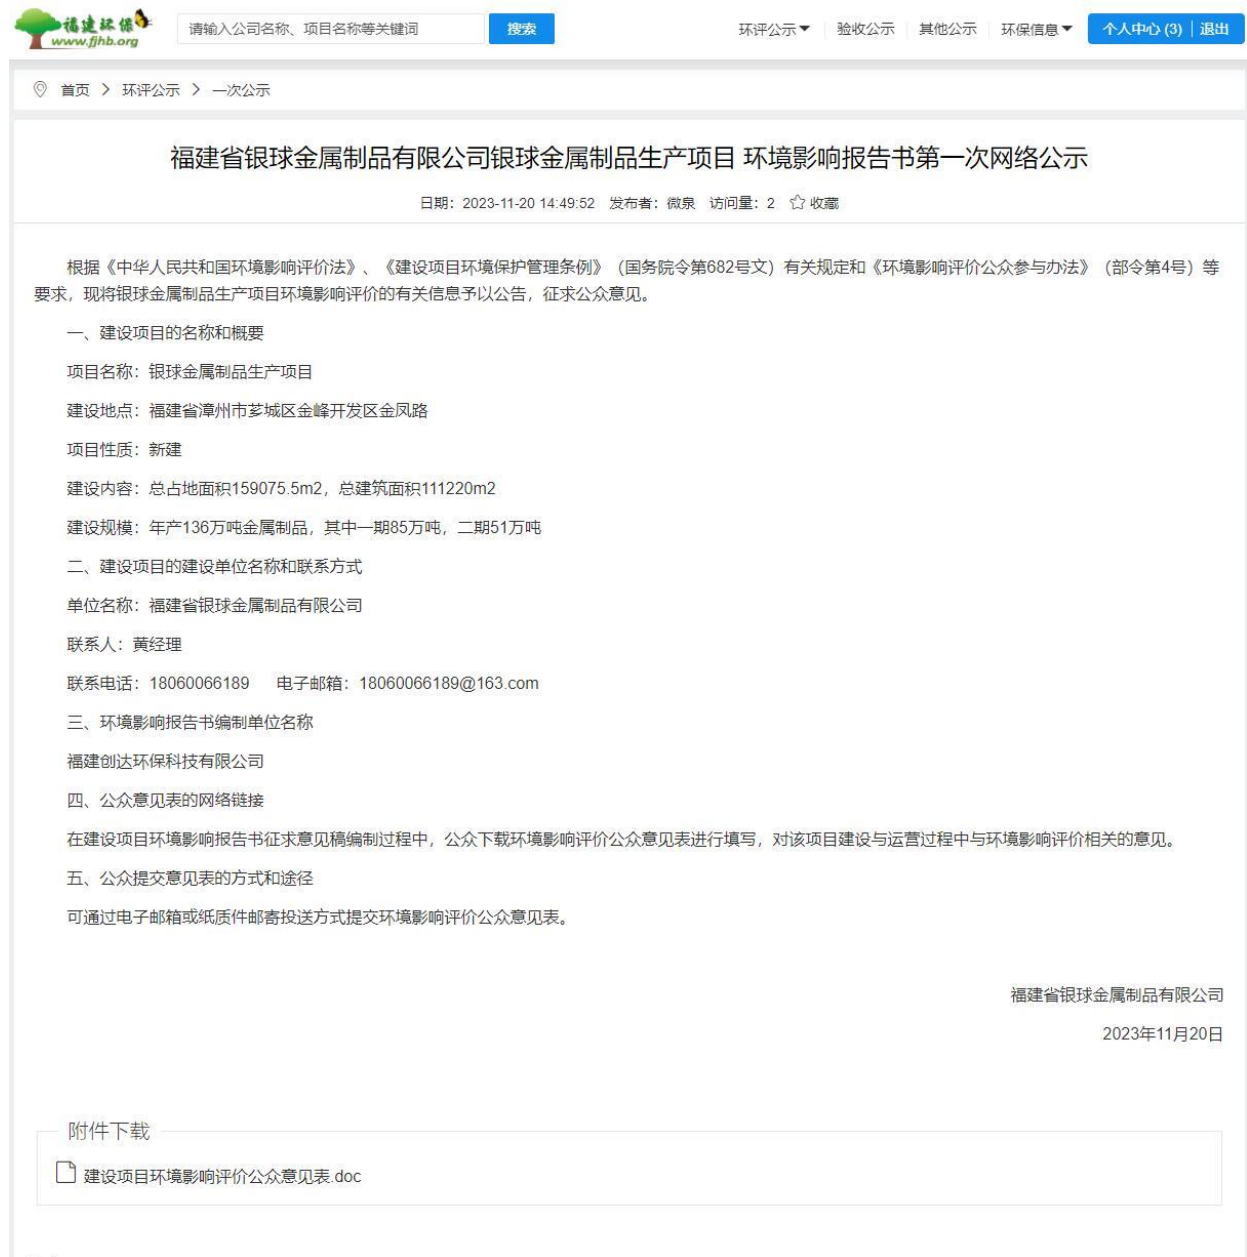 福建环保
www.fjhb.org
请输入公司名称、项目名称等关键词
搜索
环评公示
验收公示
其他公示
环保信息
个人中心 (3) | 退出
首页 > 环评公示 > 一次公示
福建省银球金属制品有限公司银球金属制品生产项目 环境影响报告书第一次网络公示
日期：2023-11-20 14:49:52 发布者：微泉 访问量：2 收藏
根据《中华人民共和国环境影响评价法》、《建设项目环境保护管理条例》（国务院令第682号文）有关规定和《环境影响评价公众参与办法》（部令第4号）等
要求，现将银球金属制品生产项目环境影响评价的有关信息予以公告，征求公众意见。
一、建设项目的名称和概要
项目名称：银球金属制品生产项目
建设地点：福建省漳州市芗城区金峰开发区金凤路
项目性质：新建
建设内容：总占地面积159075.5m2，总建筑面积111220m2
建设规模：年产136万吨金属制品，其中一期85万吨，二期51万吨
二、建设项目的建设单位名称和联系方式
单位名称：福建省银球金属制品有限公司
联系人：黄经理
联系电话：18060066189 电子邮箱：18060066189@163.com
三、环境影响报告书编制单位名称
福建创达环保科技有限公司
四、公众意见表的网络链接
在建设项目环境影响报告书征求意见稿编制过程中，公众下载环境影响评价公众意见表进行填写，对该项目建设与运营过程中与环境影响评价相关的意见。
五、公众提交意见表的方式和途径
可通过电子邮箱或纸质件邮寄投送方式提交环境影响评价公众意见表。
福建省银球金属制品有限公司
2023年11月20日
附件下载
建设项目环境影响评价公众意见表.doc